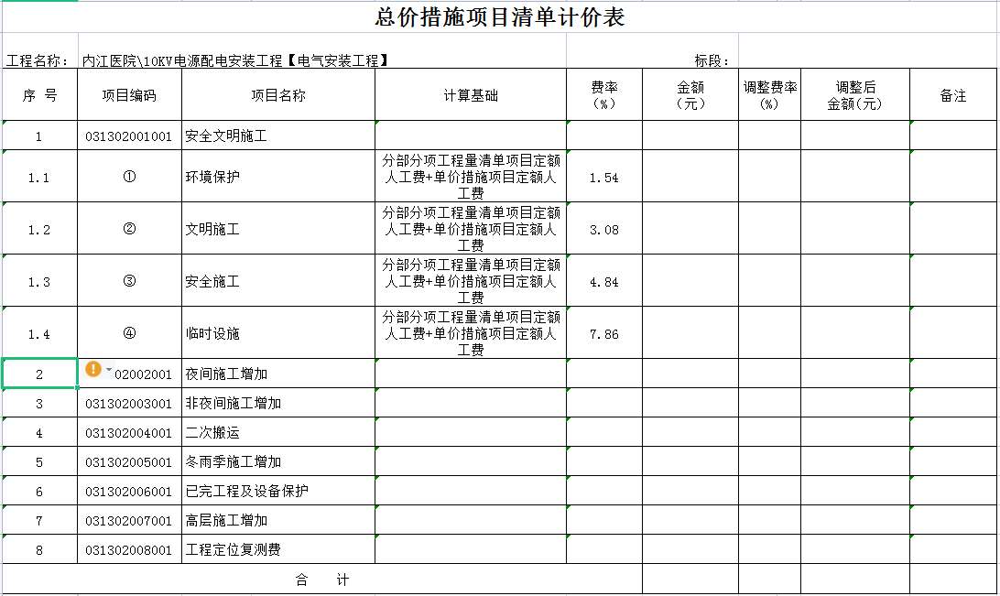 总价措施项目清单计价表
工程名称： 内江医院\10KV电源配电安装工程【电气安装工程】 标段：
序 号 项目编码 项目名称 计算基础 费率（%） 金额（元） 调整费率（%） 调整后金额（元） 备注
1 031302001001 安全文明施工
1.1 ① 环境保护 分部分项工程量清单项目定额人工费+单价措施项目定额人工费 1.54
1.2 ② 文明施工 分部分项工程量清单项目定额人工费+单价措施项目定额人工费 3.08
1.3 ③ 安全施工 分部分项工程量清单项目定额人工费+单价措施项目定额人工费 4.84
1.4 ④ 临时设施 分部分项工程量清单项目定额人工费+单价措施项目定额人工费 7.86
2 02002001 夜间施工增加
3 031302003001 非夜间施工增加
4 031302004001 二次搬运
5 031302005001 冬雨季施工增加
6 031302006001 已完工程及设备保护
7 031302007001 高层施工增加
8 031302008001 工程定位复测费
合 计